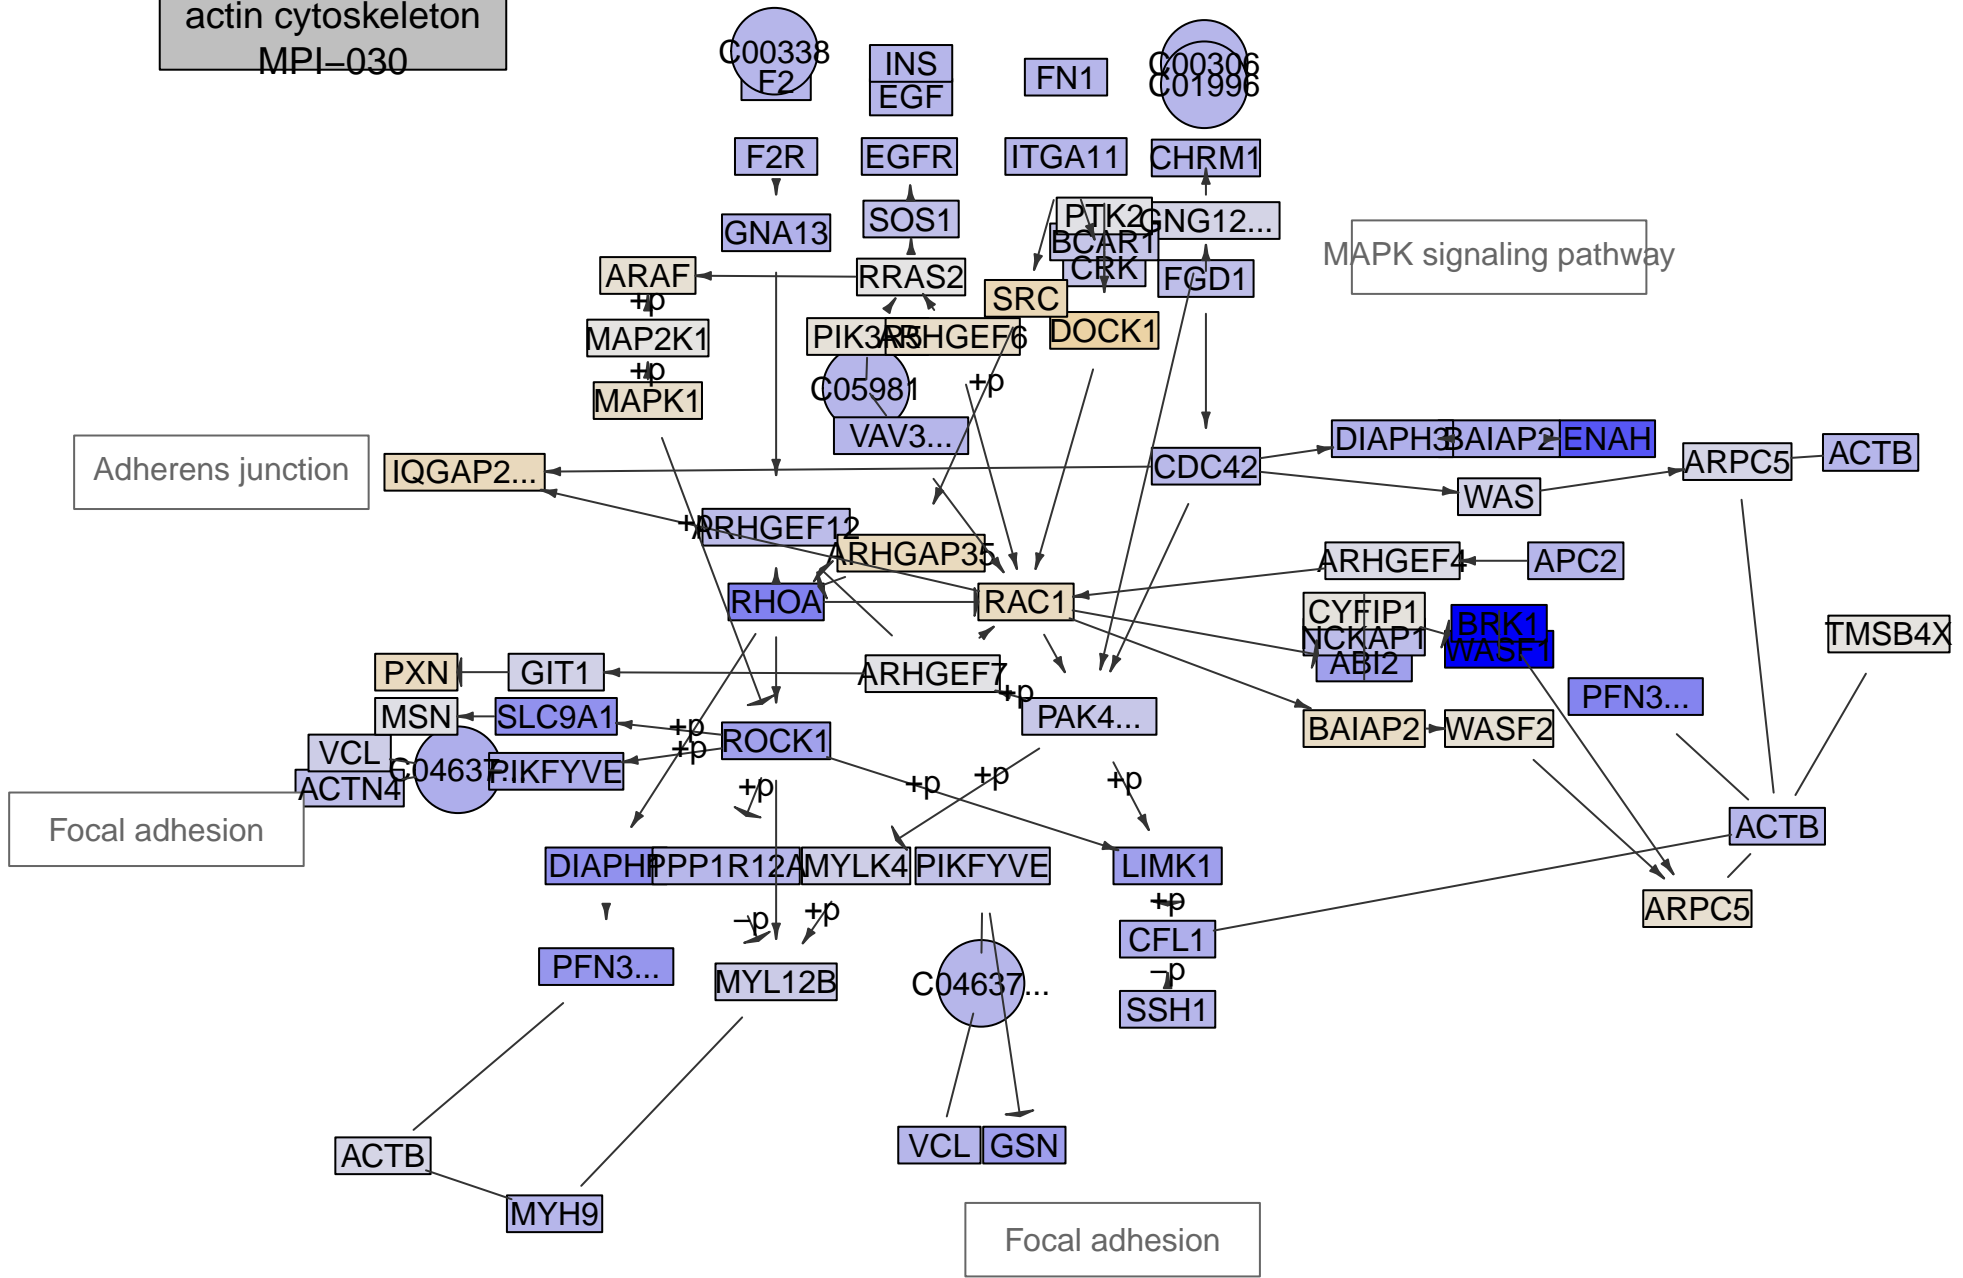 actin cytoskeleton
MPI−030
C00338
F2
INS
EGF
FN1
C00306
C01996
F2R
EGFR
ITGA11
CHRM1
GNA13
SOS1
PTK2
GNG12...
BCAR1
CRK
FGD1
MAPK signaling pathway
ARAF
RRAS2
SRC
+p
MAP2K1
PIK3R5
ARHGEF6
DOCK1
+p
MAPK1
C05981
+p
VAV3...
DIAPH3
BAIAP2
ENAH
ACTB
Adherens junction
IQGAP2...
CDC42
ARPC5
WAS
+p
ARHGEF12
ARHGAP35
ARHGEF4
APC2
RHOA
RAC1
CYFIP1
NCKAP1
ABI2
BRK1
WASF1
TMSB4X
PXN
GIT1
ARHGEF7
+p
PFN3...
MSN
SLC9A1
+p
PAK4...
BAIAP2
WASF2
VCL
ROCK1
+p
ACTN4
C04637...
PIKFYVE
+p
+p
+p
+p
Focal adhesion
ACTB
PPP1R12A
MYLK4
PIKFYVE
LIMK1
−p
+p
+p
ARPC5
CFL1
PFN3...
MYL12B
C04637...
−p
SSH1
ACTB
VCL
GSN
MYH9
Focal adhesion